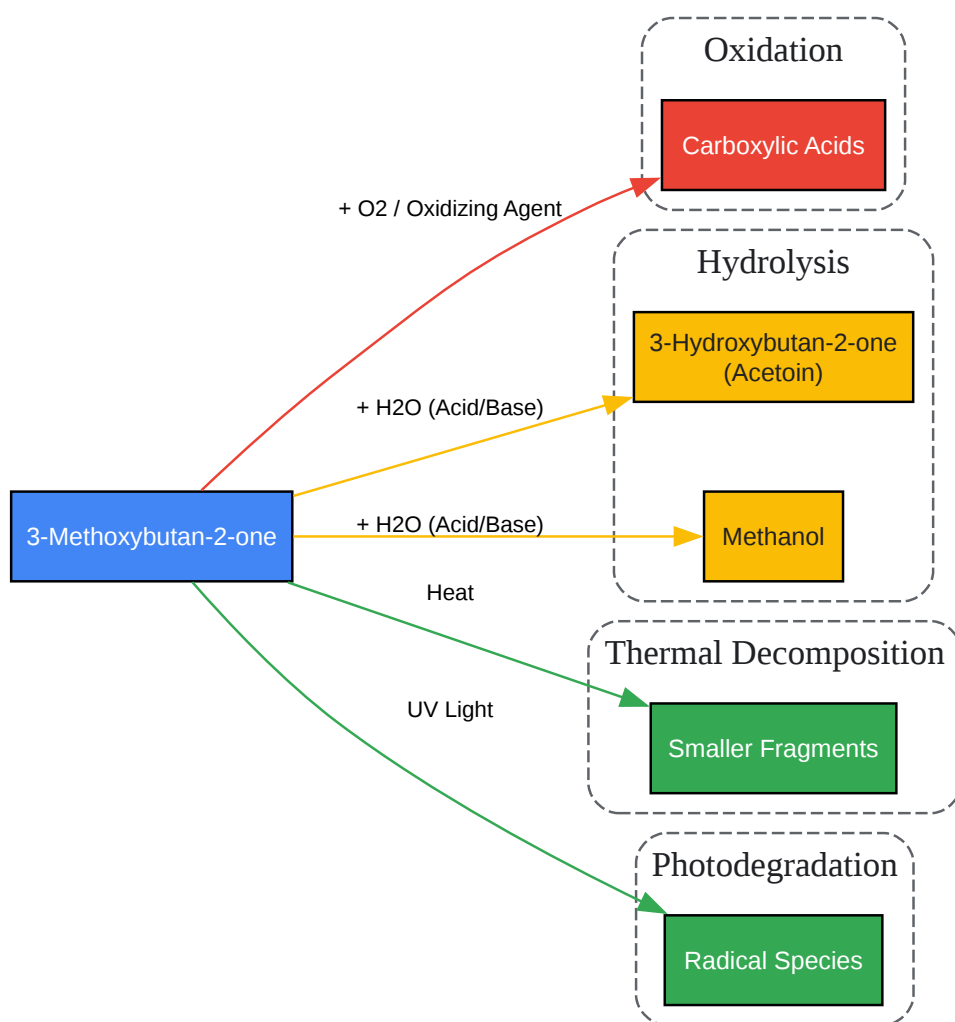 Oxidation
Carboxylic Acids
+ O2 / Oxidizing Agent
Hydrolysis
3-Hydroxybutan-2-one
(Acetoin)
+ H2O (Acid/Base)
3-Methoxybutan-2-one
+ H2O (Acid/Base)
Methanol
Heat
Thermal Decomposition
UV Light
Smaller Fragments
Photodegradation
Radical Species